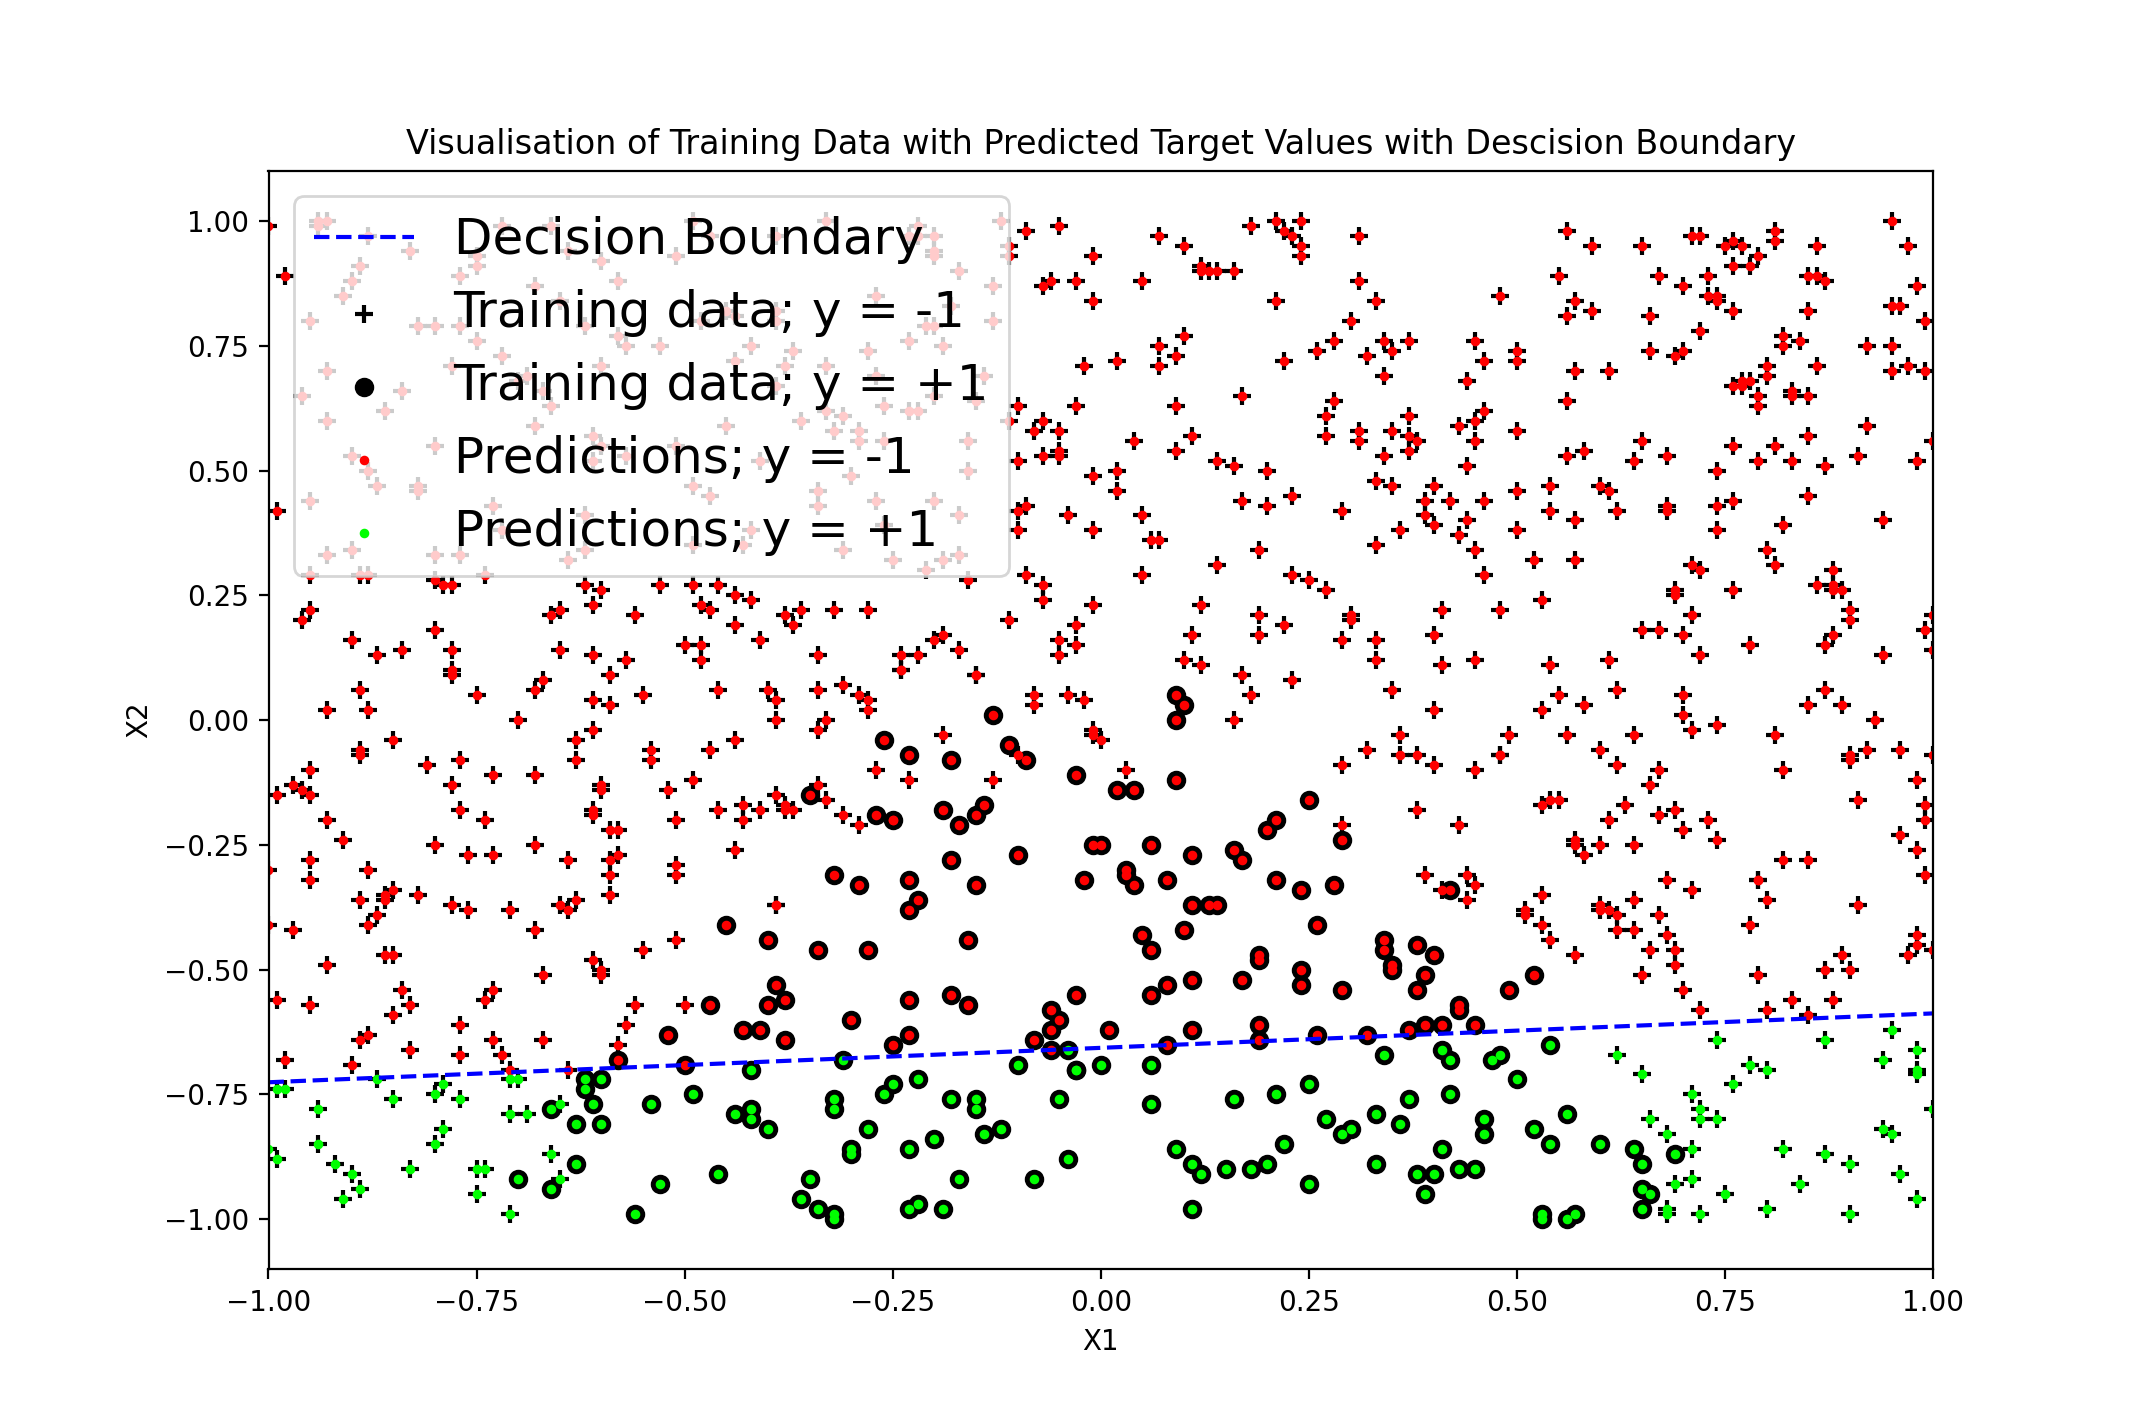 Visualisation of Training Data with Predicted Target Values with Descision Boundary
Decision Boundary
Training data; y = -1
Training data; y = +1
Predictions; y = -1
Predictions; y = +1
1.00
0.75
0.50
0.25
0.00
−0.25
−0.50
−0.75
−1.00
X2
−1.00 −0.75 −0.50 −0.25 0.00 0.25 0.50 0.75 1.00
X1